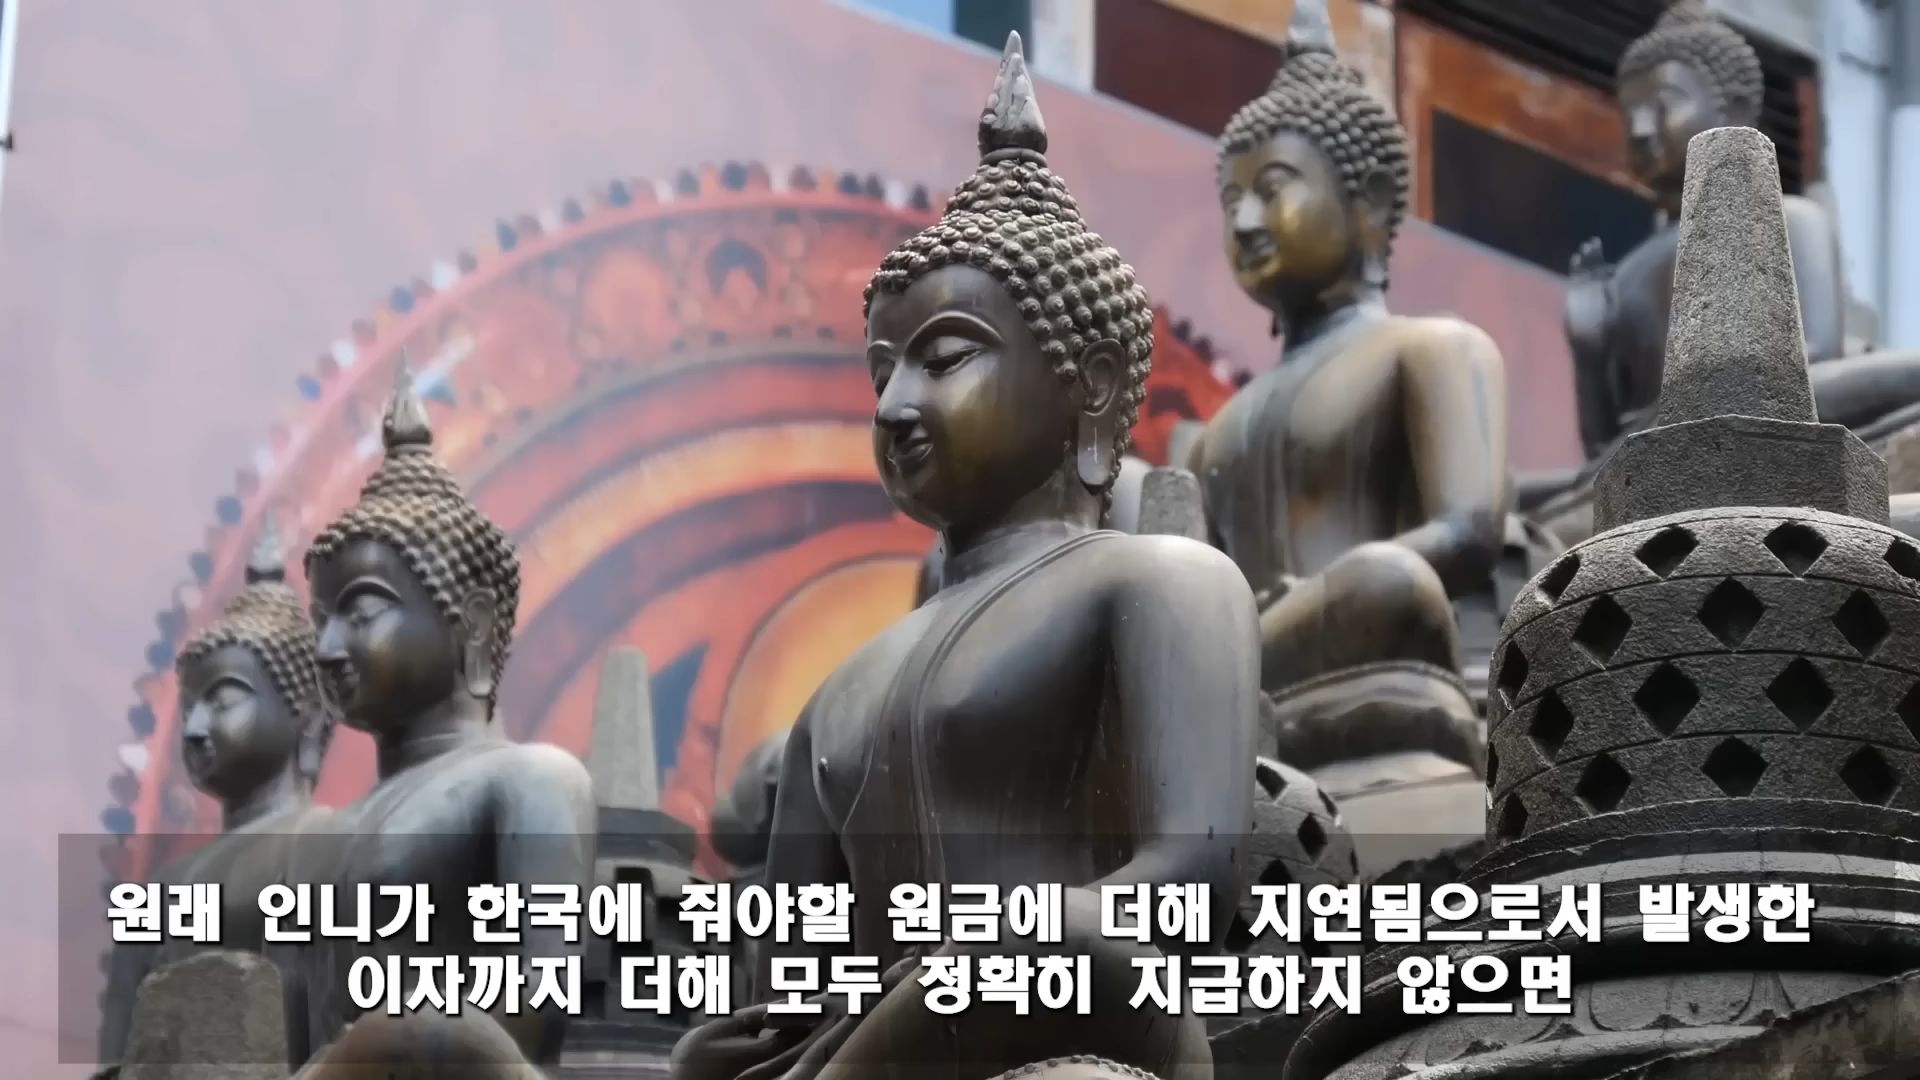 원래 인니가 한국에 줘야할 원금에 더해 지연됨으로서 발생한
이자까지 더해 모두 정확히 지급하지 않으면